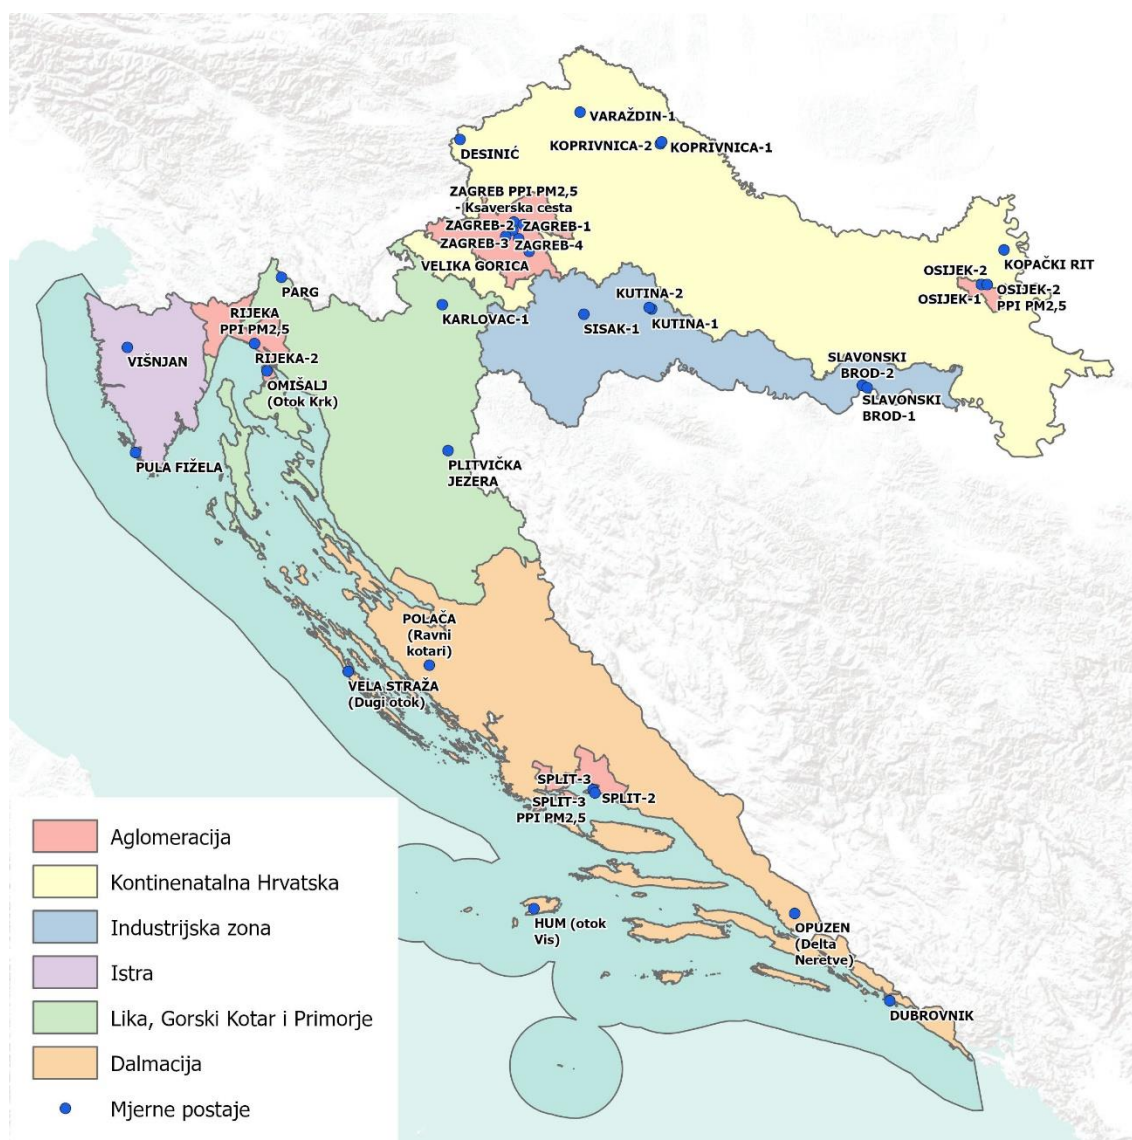 VARAŽDIN-1
DESINIĆ
KOPRIVNICA-2
KOPRIVNICA-1
ZAGREB PPI PM2,5
- Ksaverska cesta
ZAGREB-2
ZAGREB-1
ZAGREB-3
ZAGREB-4
VELIKA GORICA
KOPAČKI RIT
OSIJEK-2
OSIJEK-1
OSIJEK-2
PPI PM2,5
PARG
KARLOVAC-1
KUTINA-2
KUTINA-1
SISAK-1
RIJEKA
PPI PM2,5
RIJEKA-2
VIŠNJAN
OMIŠALJ
(Otok Krk)
SLAVONSKI
BROD-2
SLAVONSKI
BROD-1
PULA FIŽELA
PLITVIČKA
JEZERA
POLAČA
(Ravni
kotari)
VELA STRAŽA
(Dugi otok)
SPLIT-3
SPLIT-2
SPLIT-3
PPI PM2,5
HUM (otok
Vis)
OPUZEN
(Delta
Neretve)
DUBROVNIK
Aglomeracija
Kontinenatalna Hrvatska
Industrijska zona
Istra
Lika, Gorski Kotar i Primorje
Dalmacija
Mjerne postaje